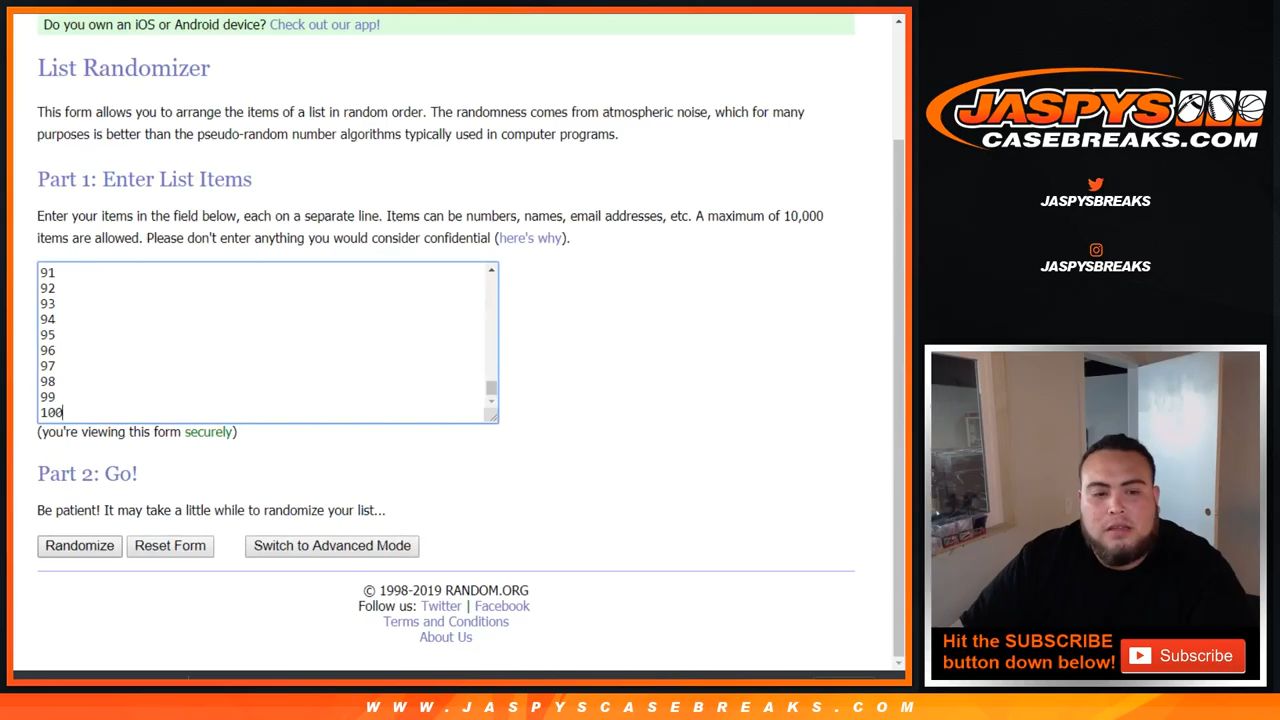 Do you own an iOS or Android device? Check out our app!
List Randomizer
This form allows you to arrange the items of a list in random order. The randomness comes from atmospheric noise, which for many
purposes is better than the pseudo-random number algorithms typically used in computer programs.
Part 1: Enter List Items
Enter your items in the field below, each on a separate line. Items can be numbers, names, email addresses, etc. A maximum of 10,000
items are allowed. Please don't enter anything you would consider confidential (here's why).
91
92
93
94
95
96
97
98
99
100
(you're viewing this form securely)
Part 2: Go!
Be patient! It may take a little while to randomize your list...
Randomize
Reset Form
Switch to Advanced Mode
© 1998-2019 RANDOM.ORG
Follow us: Twitter | Facebook
Terms and Conditions
About Us
JASPYS
CASEBREAKS.COM
JASPYSBREAKS
JASPYSBREAKS
Hit the SUBSCRIBE
button down below!
Subscribe
WWW.JASPYSCASEBREAKS.COM